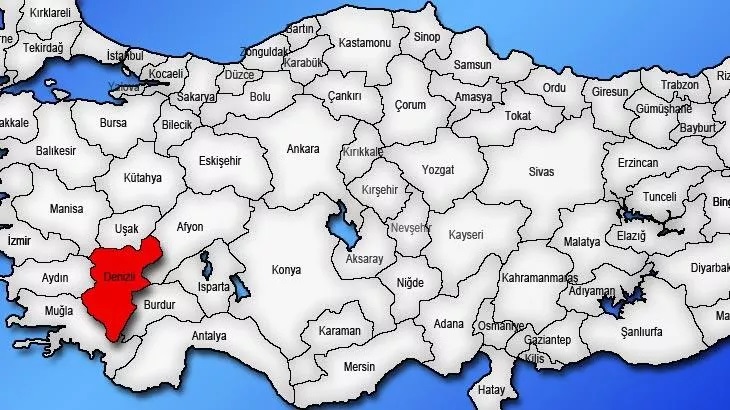 Kırklareli
Bartın
Sinop
Kastamonu
Zonguldak
Tekirdağ
İstanbul
Karabük
Samsun
Kocaeli
Düzce
Yalova
Sakarya
Bolu
Çankırı
Çorum
Amasya
Ordu
Giresun
Trabzon
Gümüşhane
Tokat
Bayburt
Bursa
Bilecik
Balıkesir
Eskişehir
Ankara
Kırıkkale
Yozgat
Sivas
Erzincan
Kütahya
Kırşehir
Tunceli
Manisa
Uşak
Afyon
Nevşehir
Kayseri
Malatya
Elazığ
İzmir
Aydın
Denizli
Isparta
Konya
Aksaray
Niğde
Kahramanmaraş
Adıyaman
Diyarbak
Muğla
Burdur
Antalya
Karaman
Mersin
Adana
Osmaniye
Gaziantep
Kilis
Şanlıurfa
Hatay